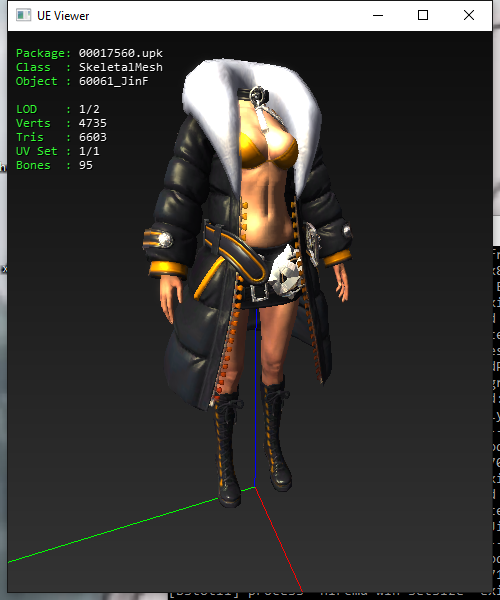 UE Viewer
Package: 00017560.upk
Class : SkeletalMesh
Object : 60061_JinF
LOD : 1/2
Verts : 4735
Tris : 6603
UV Set : 1/1
Bones : 95